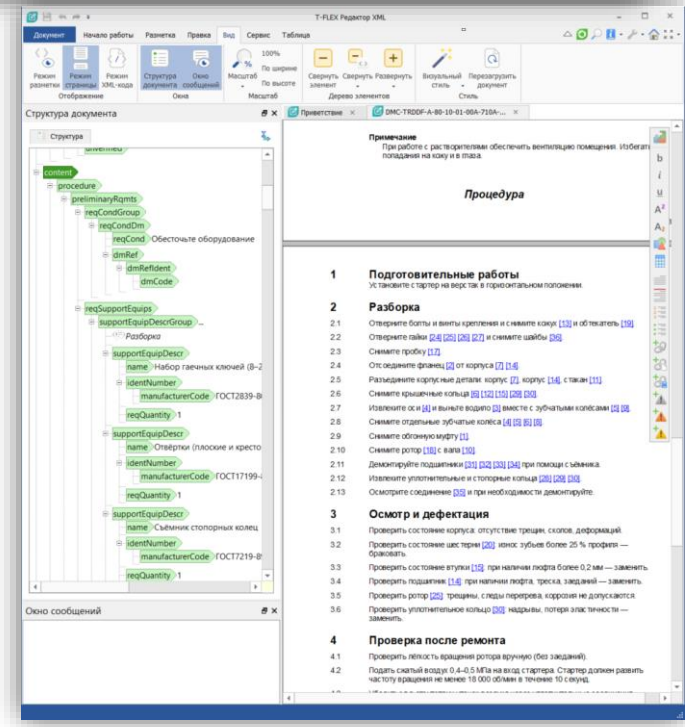 T-FLEX Редактор XML
Документ Начало работы Разметка Правка Вид Сервис Таблица
Режим разметки
Режим страницы
Режим XML-кода
Отображение
Структура документа
Окно сообщений
Окна
Масштаб
100%
По ширине
По высоте
Масштаб
Свернуть элемент
Свернуть
Развернуть
Дерево элементов
Визуальный стиль
Перезагрузить документ
Стиль
Структура документа
Структура
content
procedure
preliminaryRqmts
reqCondGroup
reqCondDm
reqCond Обесточьте оборудование
dmRef
dmRefIdent
dmCode
reqSupportEquips
supportEquipDescrGroup ...
Разборка
supportEquipDescr
name Набор гаечных ключей (8–2
identNumber
manufacturerCode ГОСТ2839-8
reqQuantity 1
supportEquipDescr
name Отвёртки (плоские и кресто
identNumber
manufacturerCode ГОСТ17199-
reqQuantity 1
supportEquipDescr
name Съёмник стопорных колец
identNumber
manufacturerCode ГОСТ7219-8
reqQuantity 1
Окно сообщений
Приветствие × DMC-TRDDF-A-80-10-01-00A-710A-... ×
Примечание
При работе с растворителями обеспечить вентиляцию помещения. Избегать
попадания на кожу и в глаза.
Процедура
1 Подготовительные работы
Установите стартер на верстак в горизонтальном положении.
2 Разборка
2.1 Отверните болты и винты крепления и снимите кожух [13] и обтекатель [19].
2.2 Отверните гайки [24] [25] [26] [27] и снимите шайбы [36].
2.3 Снимите пробку [17].
2.4 Отсоедините фланец [2] от корпуса [7] [14].
2.5 Разъедините корпусные детали: корпус [7], корпус [14], стакан [11].
2.6 Снимите крышечные кольца [6] [12] [15] [29] [30].
2.7 Извлеките оси [4] и выньте водило [3] вместе с зубчатыми колёсами [5] [9].
2.8 Снимите отдельные зубчатые колёса [4] [5] [6] [8].
2.9 Снимите обгонную муфту [1].
2.10 Снимите ротор [18] с вала [10].
2.11 Демонтируйте подшипники [31] [32] [33] [34] при помощи съёмника.
2.12 Извлеките уплотнительные и стопорные кольца [28] [29] [30].
2.13 Осмотрите соединение [35] и при необходимости демонтируйте.
3 Осмотр и дефектация
3.1 Проверить состояние корпуса: отсутствие трещин, сколов, деформаций.
3.2 Проверить состояние шестерни [20]: износ зубьев более 25 % профиля —
браковать.
3.3 Проверить состояние втулки [15]: при наличии люфта более 0,2 мм — заменить.
3.4 Проверить подшипник [14]: при наличии люфта, треска, заеданий — заменить.
3.5 Проверить ротор [25]: трещины, следы перегрева, коррозия не допускаются.
3.6 Проверить уплотнительное кольцо [30]: надрывы, потеря эластичности —
заменить.
4 Проверка после ремонта
4.1 Проверить лёгкость вращения ротора вручную (без заеданий).
4.2 Подать сжатый воздух 0,4–0,5 МПа на вход стартера. Стартер должен развить
частоту вращения не менее 18 000 об/мин в течение 10 секунд.